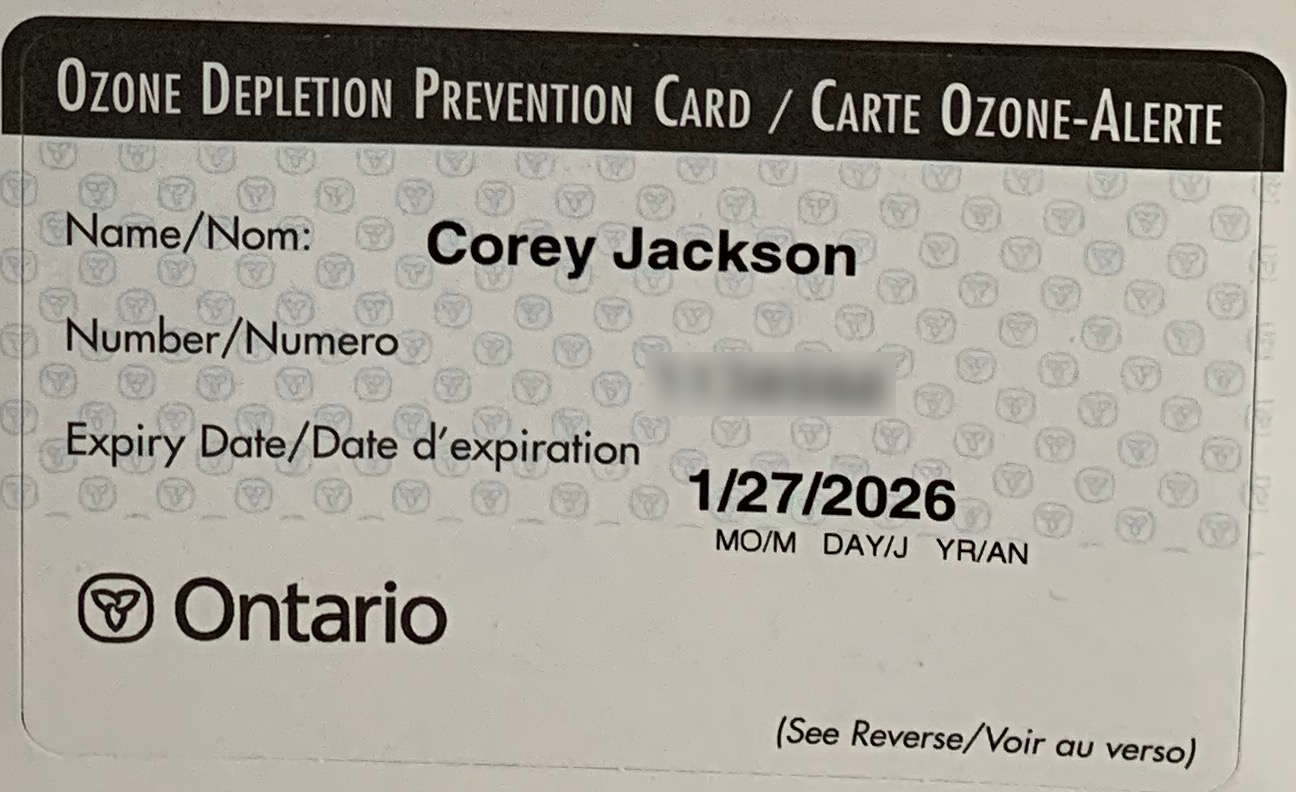 OZONE DEPLETION PREVENTION CARD / CARTE OZONE-ALERTE
Name/Nom: Corey Jackson
Number/Numero
Expiry Date/Date d'expiration
1/27/2026
MO/M DAY/J YR/AN
Ontario
(See Reverse/Voir au verso)